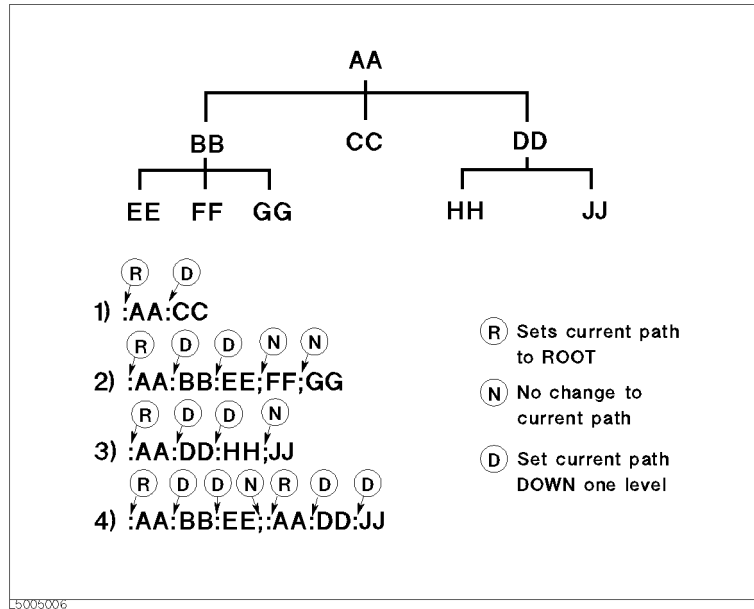 AA
BB CC DD
EE FF GG HH JJ
R D
1) :AA:CC
R D D N N
2) :AA:BB:EE;FF;GG
R D D N
3) :AA:DD:HH;JJ
R D D N R D D
4) :AA:BB:EE;:AA:DD:JJ
R Sets current path
to ROOT
N No change to
current path
D Set current path
DOWN one level
L5005006